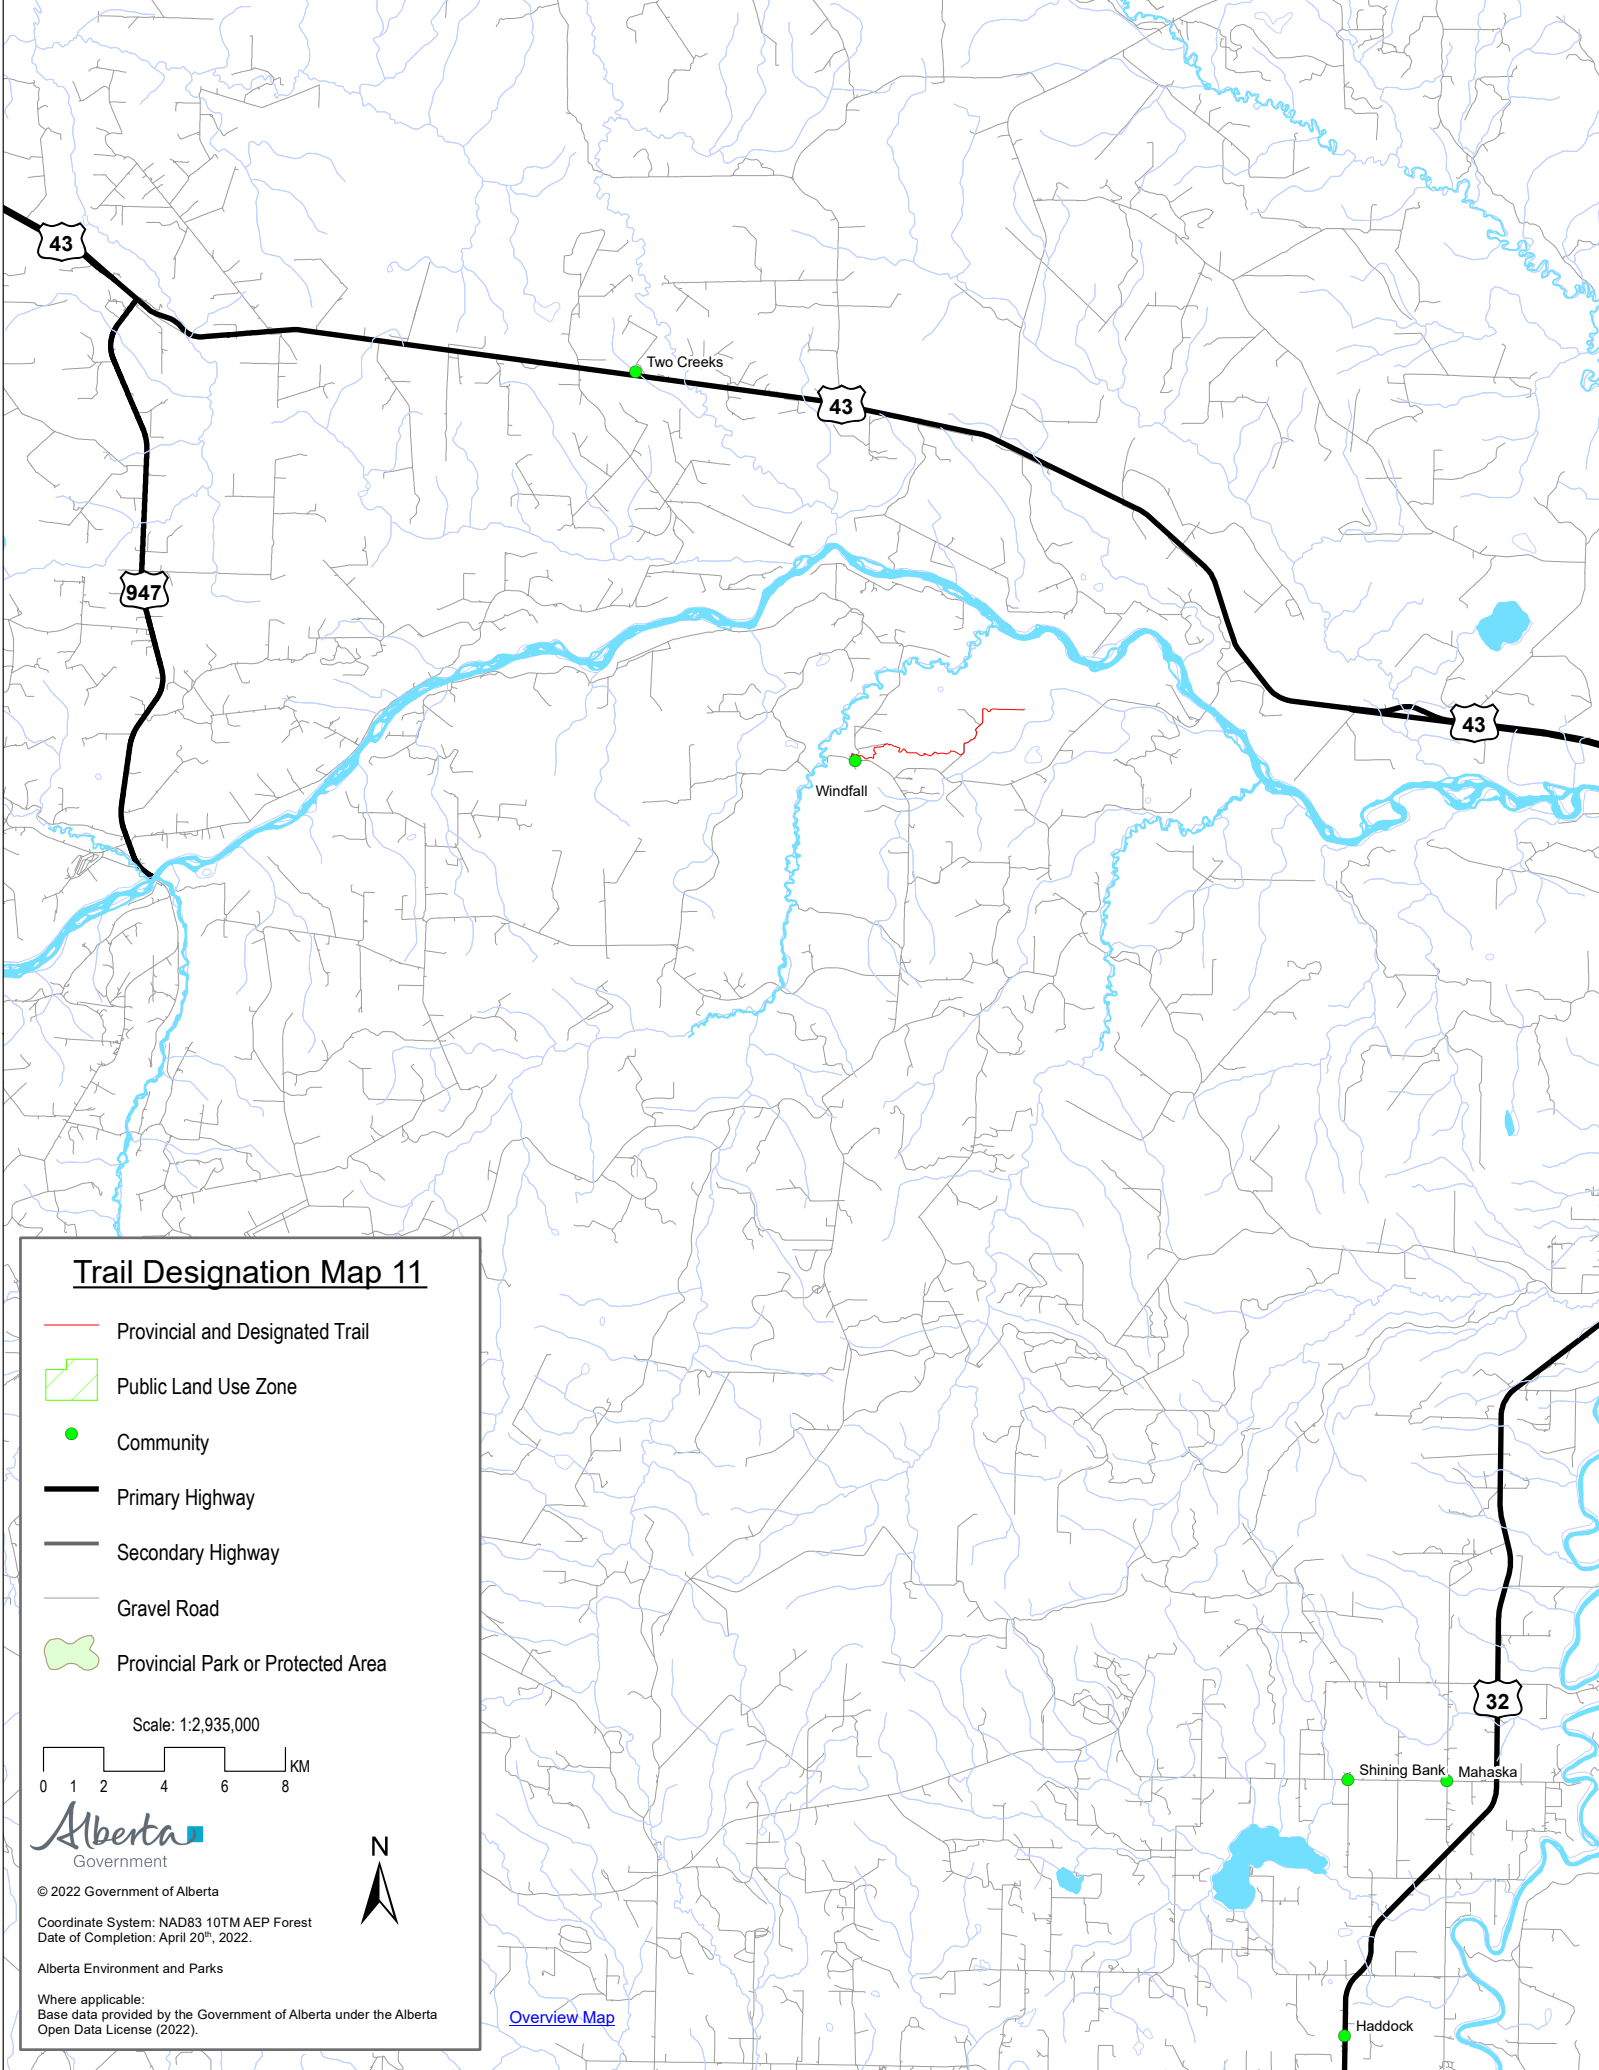 43
Two Creeks
43
947
43
Windfall
Trail Designation Map 11
Provincial and Designated Trail
Public Land Use Zone
Community
Primary Highway
Secondary Highway
Gravel Road
Provincial Park or Protected Area
Scale: 1:2,935,000
KM
0 1 2 4 6 8
Alberta
Government
N
© 2022 Government of Alberta
Coordinate System: NAD83 10TM AEP Forest
Date of Completion: April 20th, 2022.
Alberta Environment and Parks
Where applicable:
Base data provided by the Government of Alberta under the Alberta
Open Data License (2022).
Overview Map
32
Shining Bank
Mahaska
Haddock